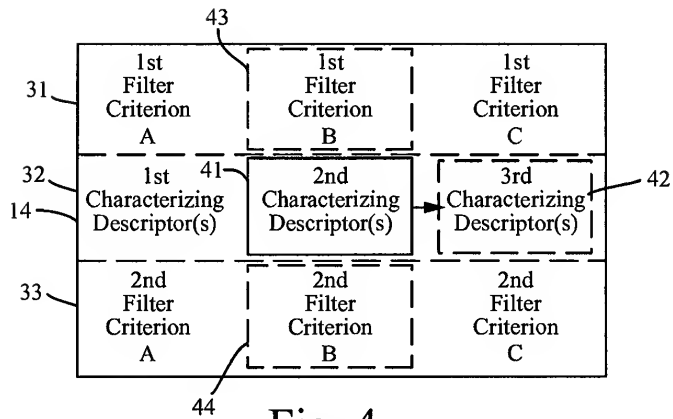 43
31
1st
Filter
Criterion
A
1st
Filter
Criterion
B
1st
Filter
Criterion
C
32
14
1st
Characterizing
Descriptor(s)
41
2nd
Characterizing
Descriptor(s)
3rd
Characterizing
Descriptor(s)
42
33
2nd
Filter
Criterion
A
2nd
Filter
Criterion
B
2nd
Filter
Criterion
C
44
Fig. 4